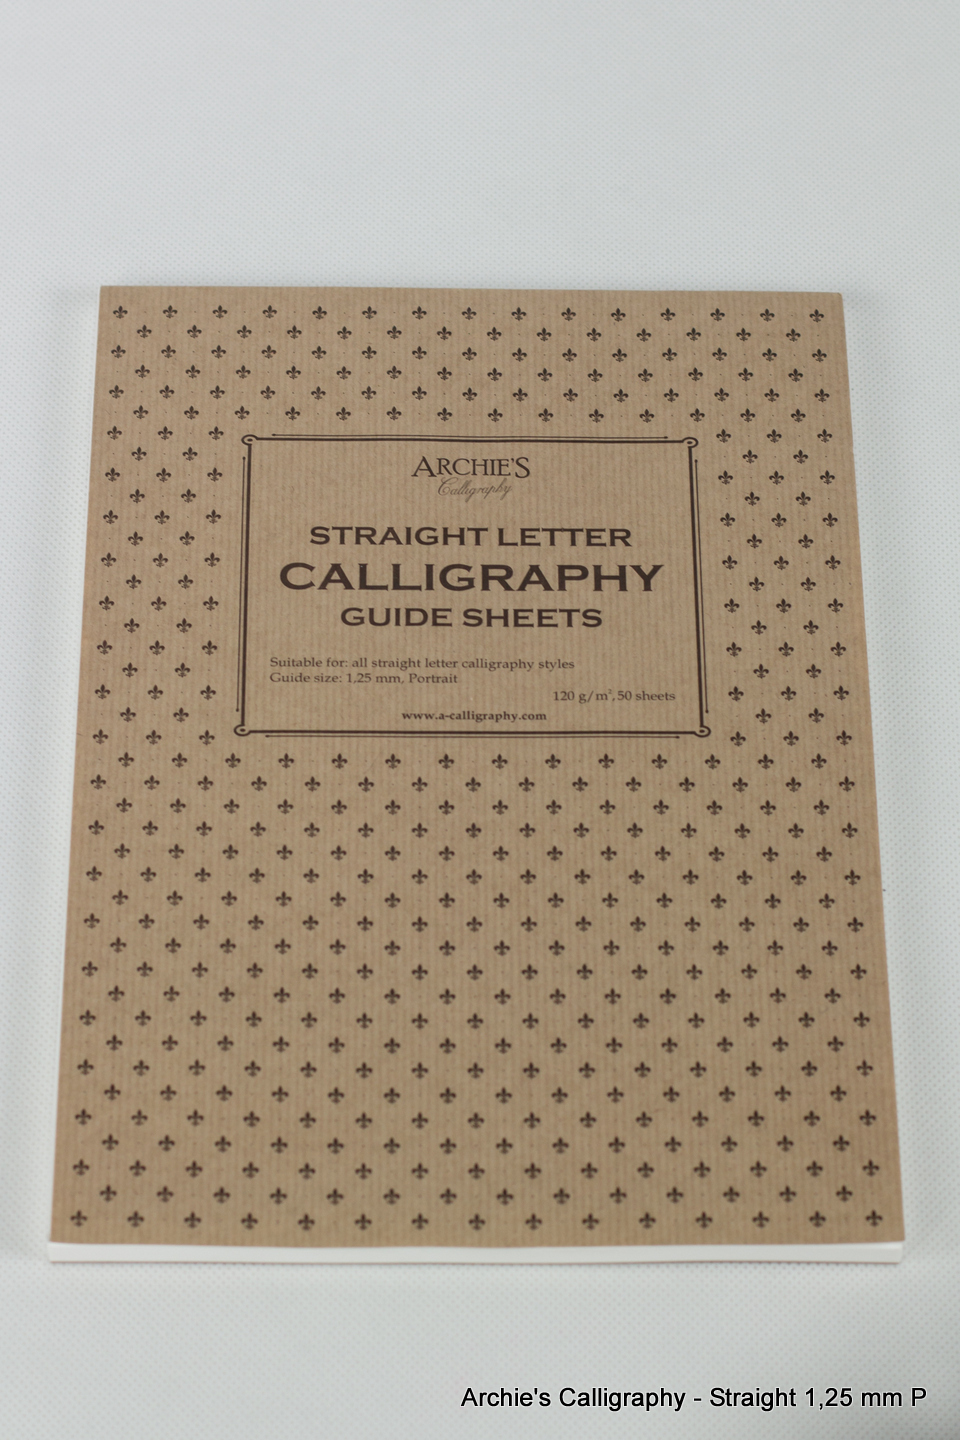 ARCHIE'S
Calligraphy
STRAIGHT LETTER
CALLIGRAPHY
GUIDE SHEETS
Suitable for: all straight letter calligraphy styles
Guide size: 1,25 mm, Portrait
120 g/m², 50 sheets
www.a-calligraphy.com
Archie's Calligraphy - Straight 1,25 mm P